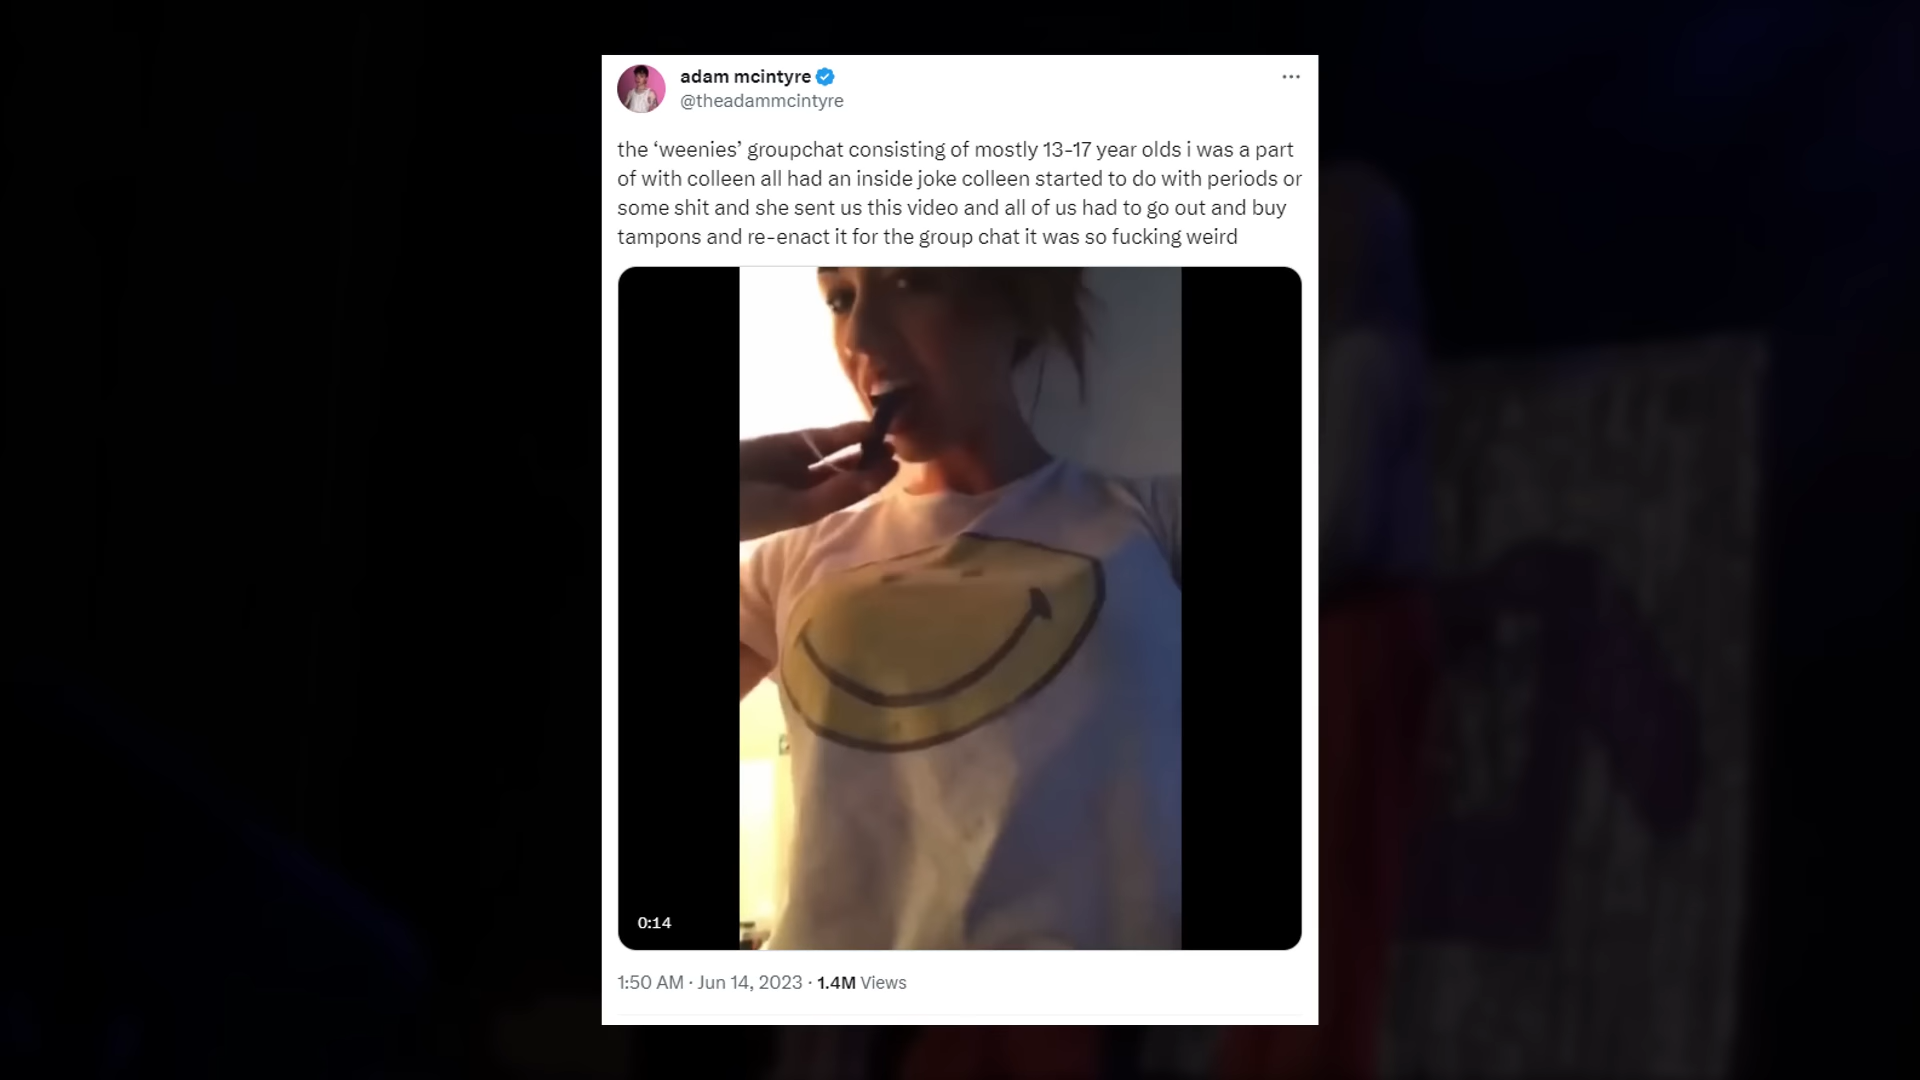 adam mcintyre
@theadammcintyre
the ‘weenies’ groupchat consisting of mostly 13-17 year olds i was a part
of with colleen all had an inside joke colleen started to do with periods or
some shit and she sent us this video and all of us had to go out and buy
tampons and re-enact it for the group chat it was so fucking weird
0:14
1:50 AM · Jun 14, 2023 · 1.4M Views